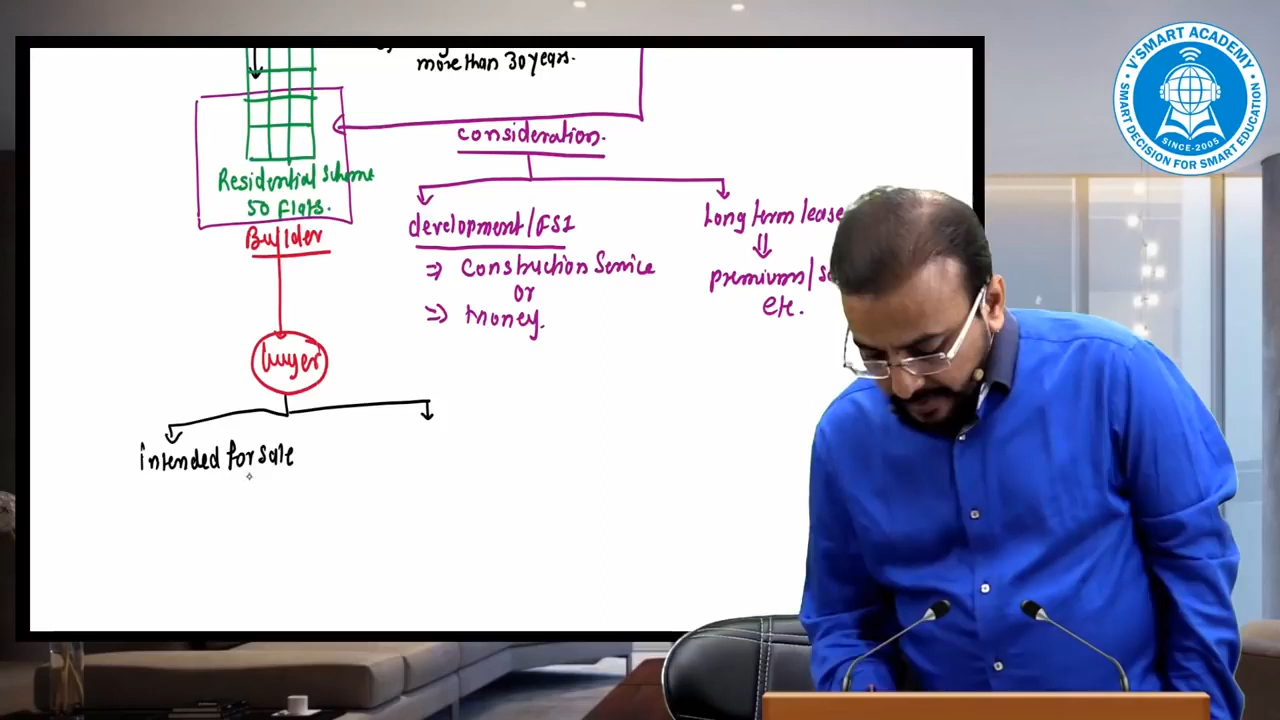 more than 30 years.
consideration.
Residential Scheme
50 Flats.
Builder
development/FSI
⇒ Construction Service
or
⇒ Money.
Long term lease
⇓
premium/
etc.
buyer
intended for sale
V'SMART ACADEMY
SMART DECISION FOR SMART EDUCATION
SINCE-2005